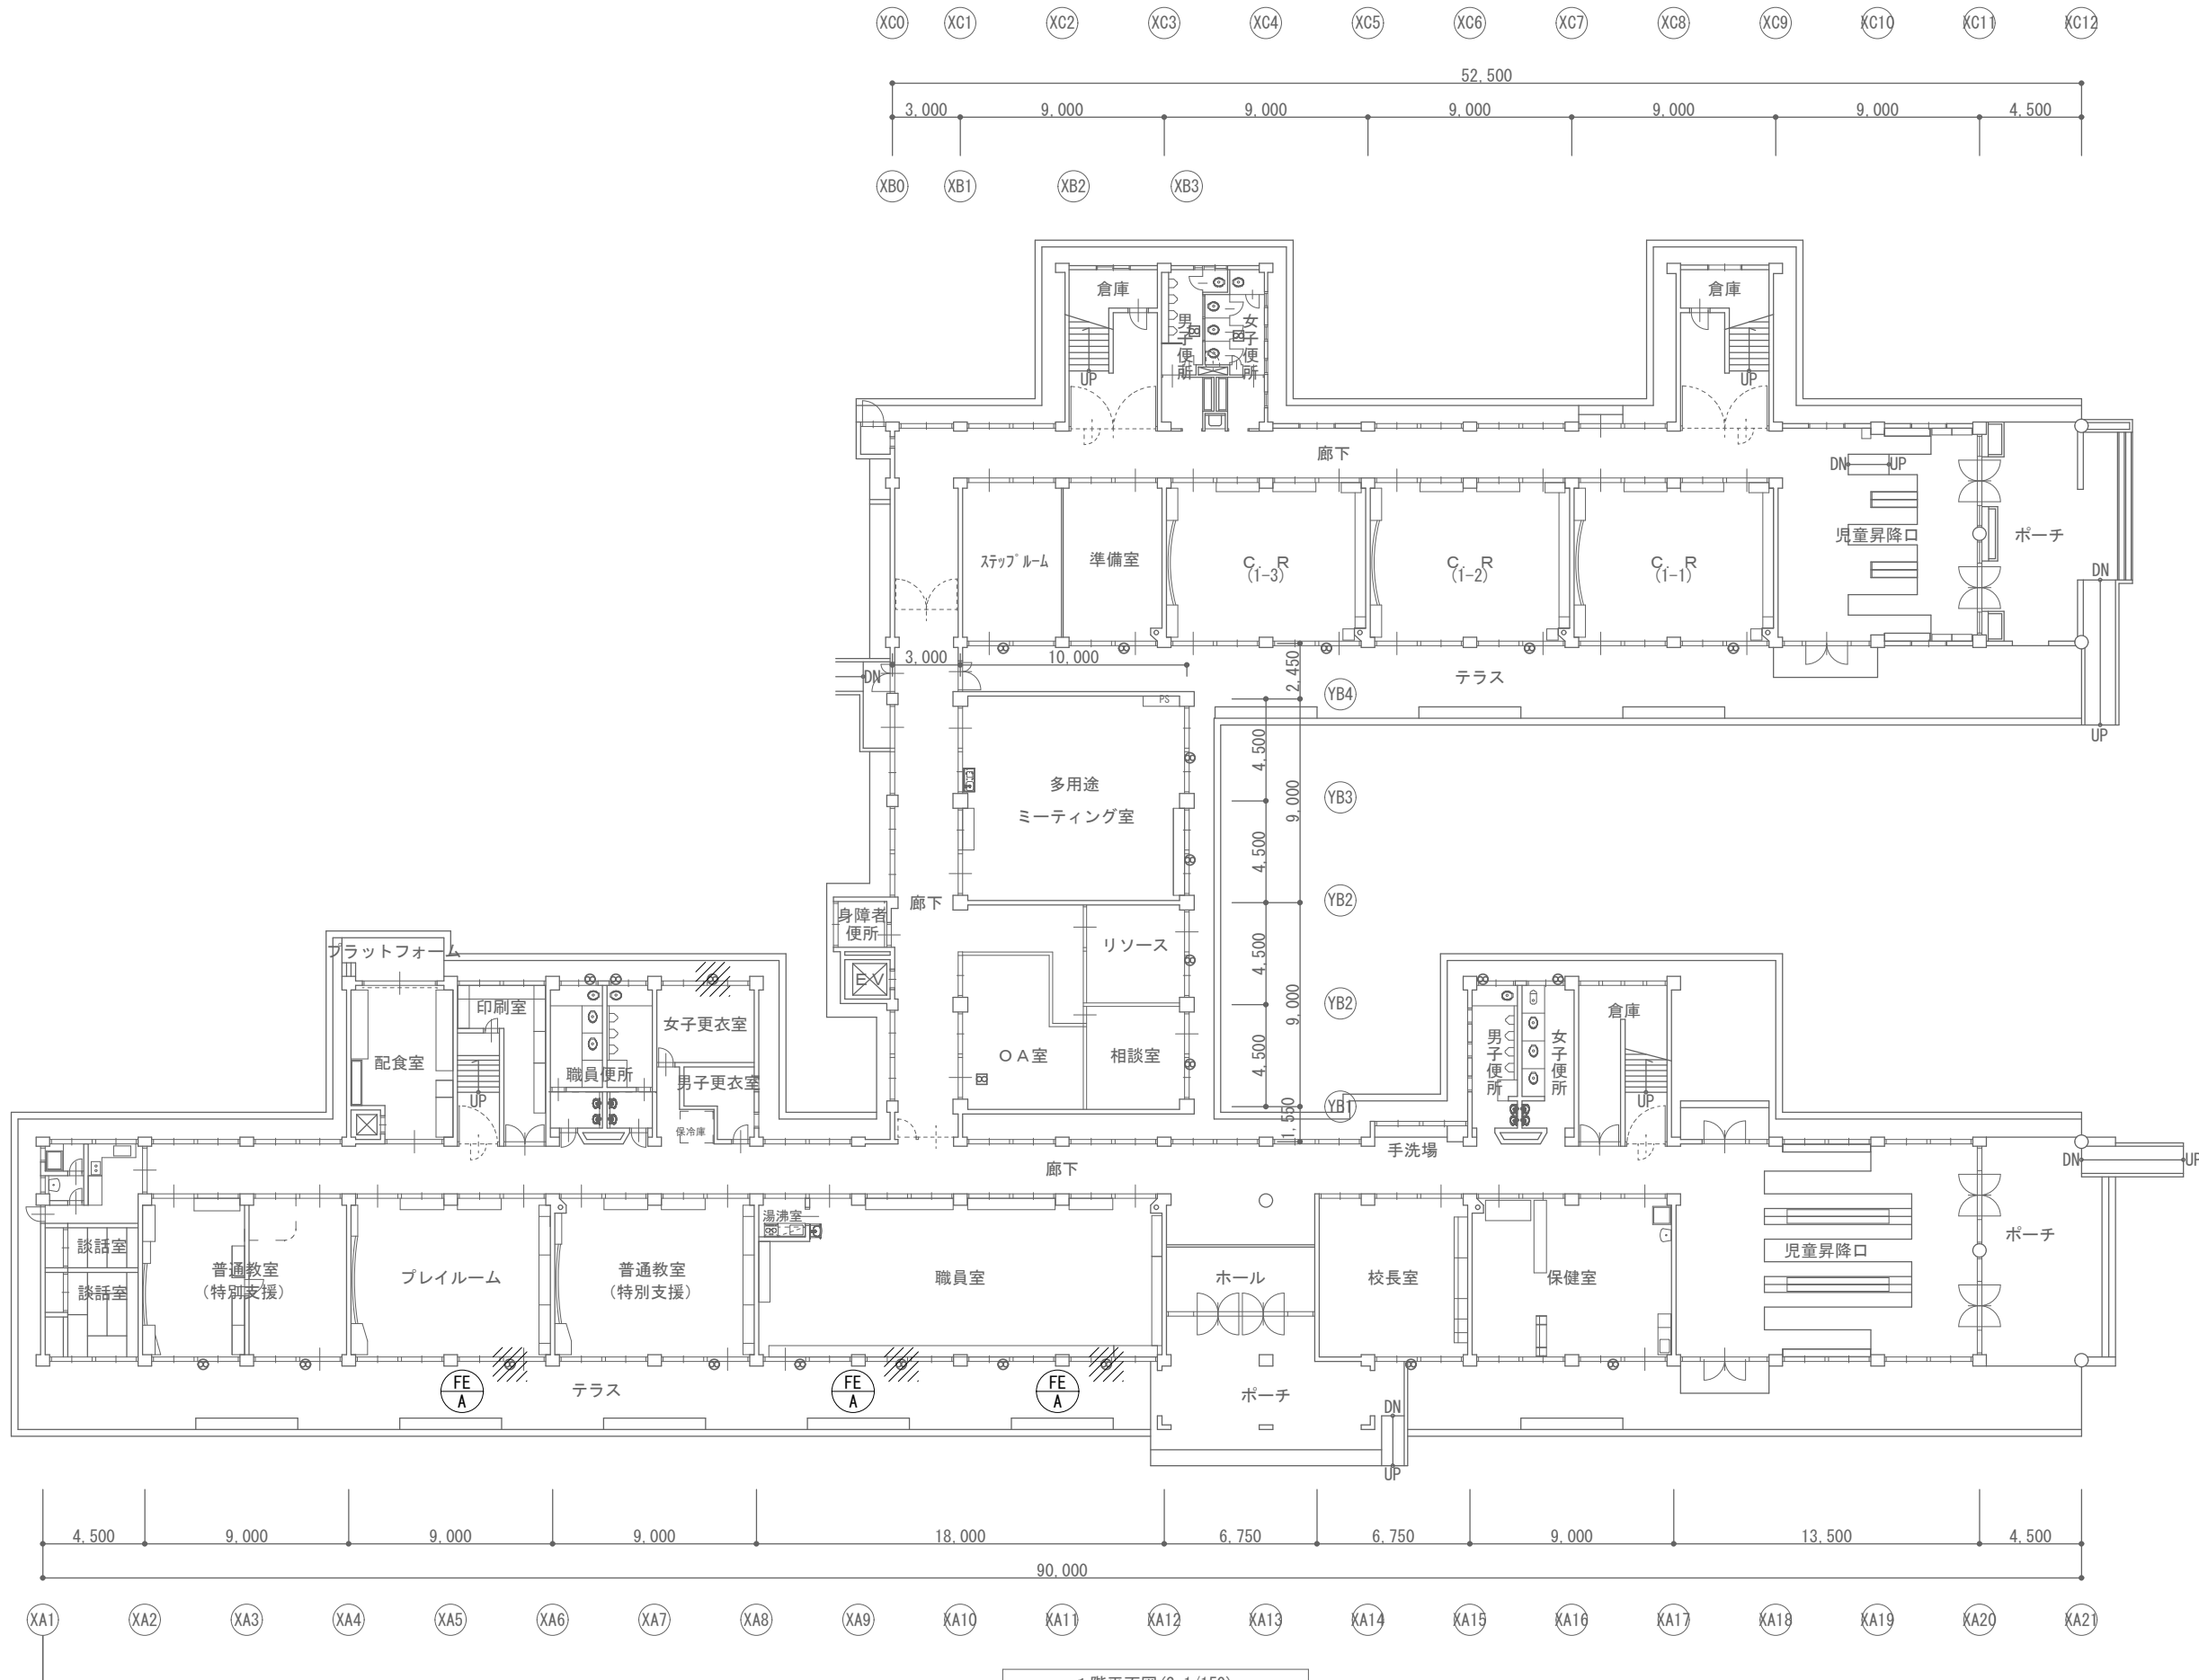 XC0 XC1 XC2 XC3 XC4 XC5 XC6 XC7 XC8 XC9 XC10 XC11 XC12
52,500
3,000 9,000 9,000 9,000 9,000 9,000 4,500
XB0 XB1 XB2 XB3
倉庫
男子便所
女子便所
UP
倉庫
UP
廊下
DN UP
ステップルーム
準備室
C. R
(1-3)
C. R
(1-2)
C. R
(1-1)
児童昇降口
ポーチ
DN
3,000 10,000
DN
2,450
テラス
UP
PS
YB4
4,500
多用途
ミーティング室
9,000
YB3
4,500
廊下
YB2
身障者
便所
リソース
プラットフォーム
EV
4,500
印刷室
女子更衣室
9,000
YB2
倉庫
配食室
OA室
相談室
4,500
男子便所
女子便所
職員便所
男子更衣室
UP
UP
YB1
保冷庫
1,550
手洗場
廊下
DN UP
湯沸室
談話室
談話室
普通教室
(特別支援)
プレイルーム
普通教室
(特別支援)
職員室
ホール
校長室
保健室
児童昇降口
ポーチ
FE
A
FE
A
FE
A
テラス
ポーチ
DN
UP
4,500 9,000 9,000 9,000 18,000 6,750 6,750 9,000 13,500 4,500
90,000
XA1 XA2 XA3 XA4 XA5 XA6 XA7 XA8 XA9 XA10 XA11 XA12 XA13 XA14 XA15 XA16 XA17 XA18 XA19 XA20 XA21